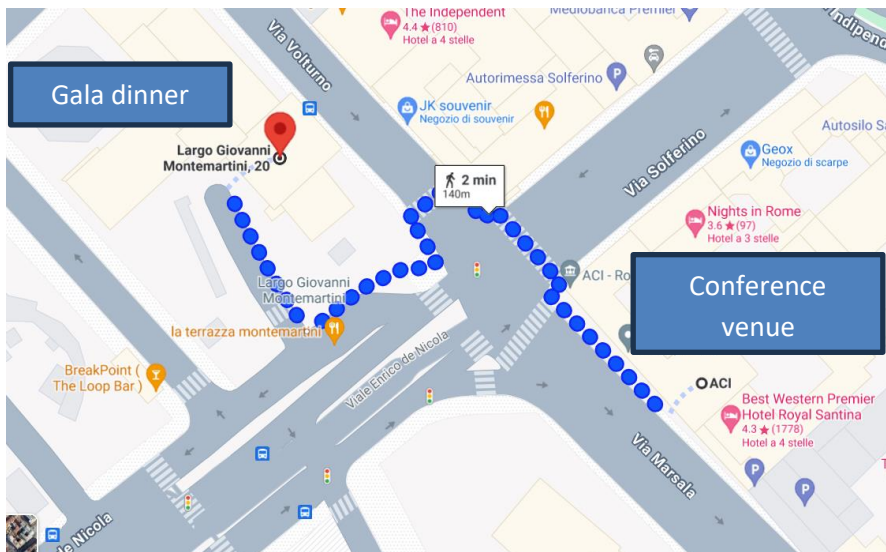 The Independent
4.4 ★ (810)
Hotel a 4 stelle
Mediobanca Premier
Via Volturno
Gala dinner
Autorimessa Solferino
P
JK souvenir
Negozio di souvenir
Largo Giovanni
Montemartini, 20
2 min
140m
Via Solferino
Autosilo
Geox
Negozio di scarpe
Nights in Rome
3.6 ★ (97)
Hotel a 3 stelle
ACI - Ro
Largo Giovanni
Montemartini
Conference
venue
la terrazza montemartini
Viale Enrico de Nicola
BreakPoint (
The Loop Bar )
ACI
Best Western Premier
Hotel Royal Santina
4.3 ★ (1778)
Hotel a 4 stelle
Via Marsala
P
P
de Nicola